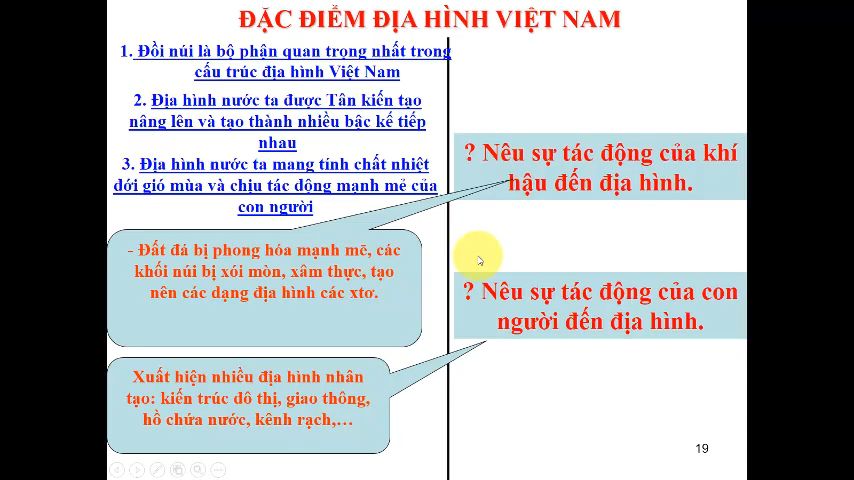 ĐẶC ĐIỂM ĐỊA HÌNH VIỆT NAM
1. Đồi núi là bộ phận quan trọng nhất trong
cấu trúc địa hình Việt Nam
2. Địa hình nước ta được Tân kiến tạo
nâng lên và tạo thành nhiều bậc kế tiếp
nhau
3. Địa hình nước ta mang tính chất nhiệt
đới gió mùa và chịu tác động mạnh mẻ của
con người
- Đất đá bị phong hóa mạnh mẽ, các
khối núi bị xói mòn, xâm thực, tạo
nên các dạng địa hình các xtơ.
Xuất hiện nhiều địa hình nhân
tạo: kiến trúc đô thị, giao thông,
hồ chứa nước, kênh rạch,…
? Nêu sự tác động của khí
hậu đến địa hình.
? Nêu sự tác động của con
người đến địa hình.
19